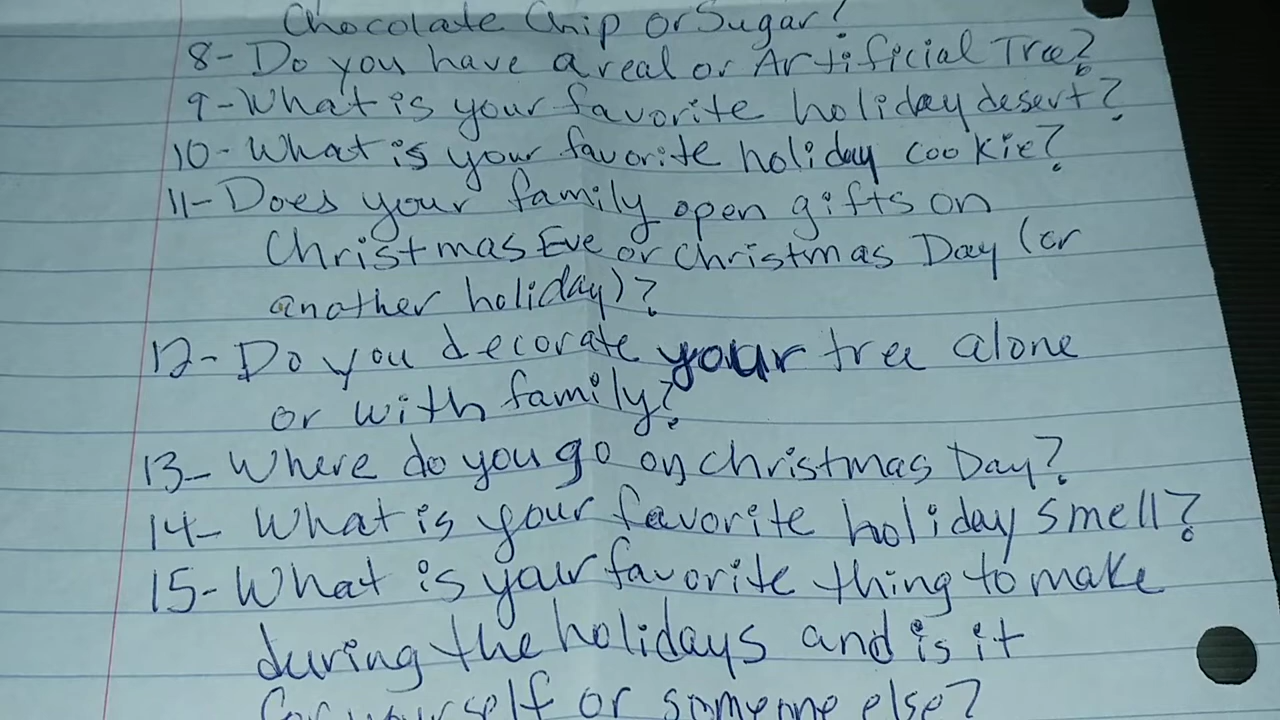 Chocolate Chip or Sugar?
8- Do you have a real or Artificial Tree?
9- What is your favorite holiday desert?
10- What is your favorite holiday cookie?
11- Does your family open gifts on
Christmas Eve or Christmas Day (or
another holiday)?
12- Do you decorate your tree alone
or with family?
13- Where do you go on Christmas Day?
14- What is your favorite holiday smell?
15- What is your favorite thing to make
during the holidays and is it
for yourself or someone else?